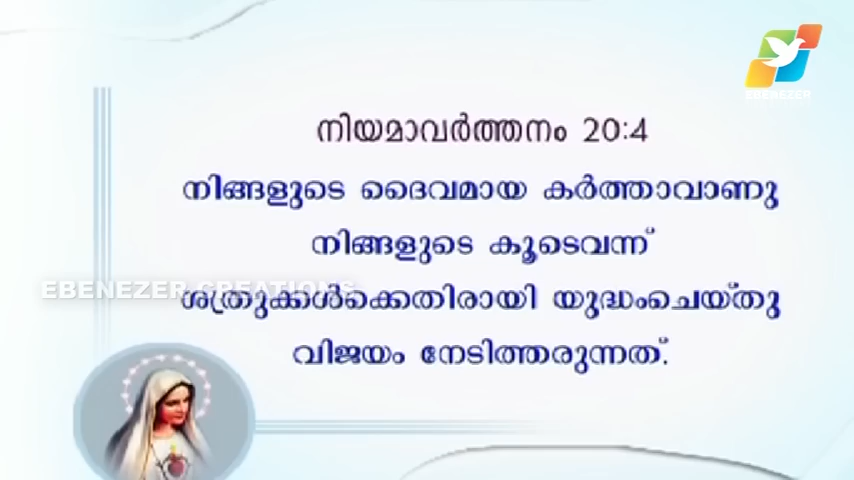 EBENEZER
നിയമാവർത്തനം 20:4
നിങ്ങളുടെ ദൈവമായ കർത്താവാണു
നിങ്ങളുടെ കൂടെവന്ന്
EBENEZER CREATIONS
ശത്രുക്കൾക്കെതിരായി യുദ്ധംചെയ്തു
വിജയം നേടിത്തരുന്നത്.